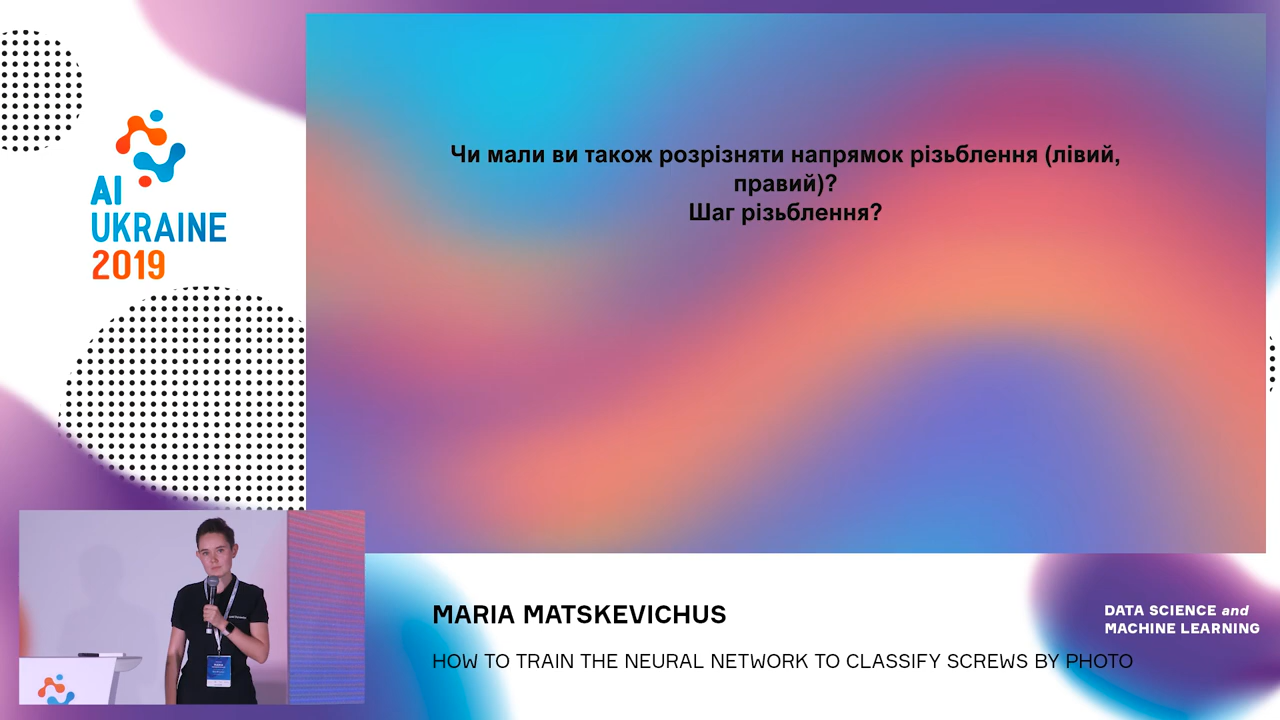 AI
UKRAINE
2019
Чи мали ви також розрізняти напрямок різьблення (лівий,
правий)?
Шаг різьблення?
MARIA MATSKEVICHUS
HOW TO TRAIN THE NEURAL NETWORK TO CLASSIFY SCREWS BY PHOTO
DATA SCIENCE and
MACHINE LEARNING